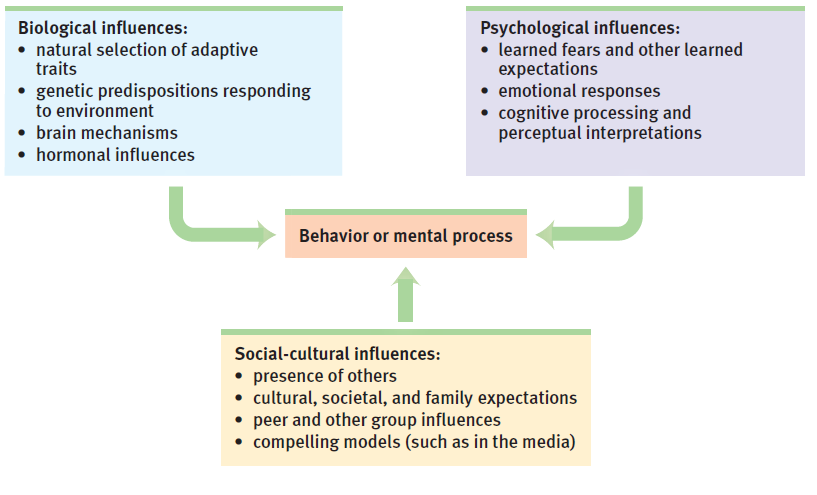 Biological influences:
• natural selection of adaptive
traits
• genetic predispositions responding
to environment
• brain mechanisms
• hormonal influences
Psychological influences:
• learned fears and other learned
expectations
• emotional responses
• cognitive processing and
perceptual interpretations
Behavior or mental process
Social-cultural influences:
• presence of others
• cultural, societal, and family expectations
• peer and other group influences
• compelling models (such as in the media)